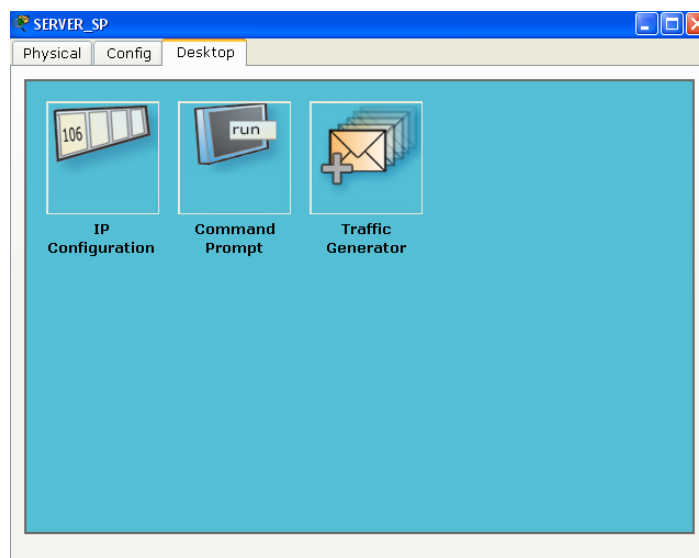 SERVER_SP
Physical Config Desktop
106
run
IP
Configuration
Command
Prompt
Traffic
Generator